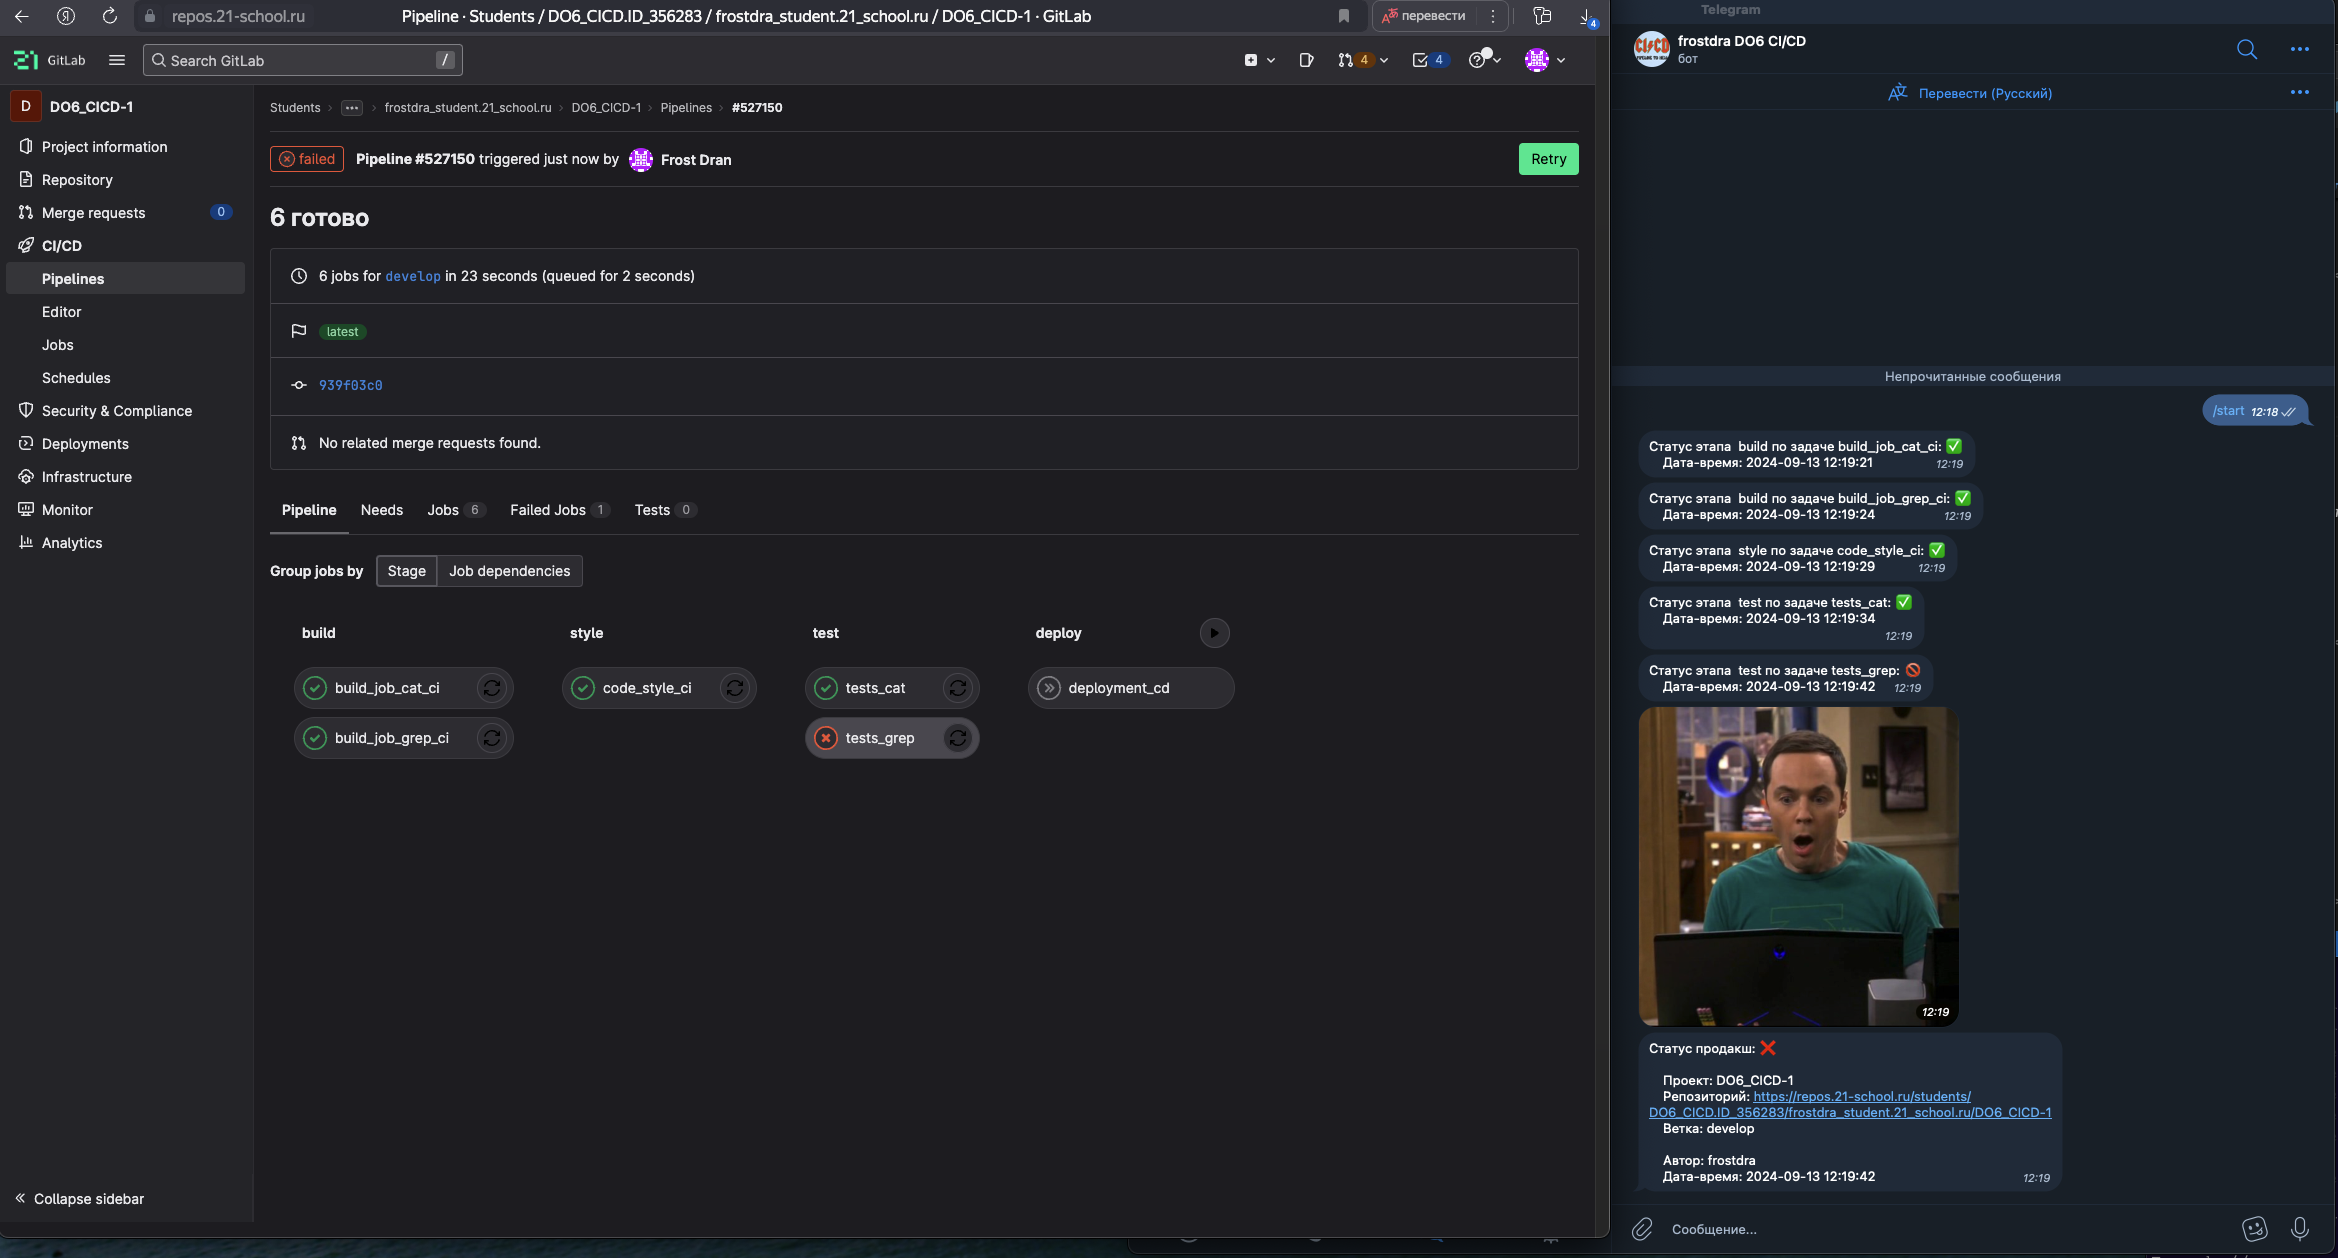 repos.21-school.ru
Pipeline · Students / DO6_CICD.ID_356283 / frostdra_student.21_school.ru / DO6_CICD-1 · GitLab
перевести
4
GitLab
Search GitLab
/
4
4
D
DO6_CICD-1
Project information
Repository
Merge requests
0
CI/CD
Pipelines
Editor
Jobs
Schedules
Security & Compliance
Deployments
Infrastructure
Monitor
Analytics
Collapse sidebar
Students › ... › frostdra_student.21_school.ru › DO6_CICD-1 › Pipelines › #527150
failed Pipeline #527150 triggered just now by Frost Dran
Retry
6 готово
6 jobs for develop in 23 seconds (queued for 2 seconds)
latest
939f03c0
No related merge requests found.
Pipeline Needs Jobs 6 Failed Jobs 1 Tests 0
Group jobs by Stage Job dependencies
build
build_job_cat_ci
build_job_grep_ci
style
code_style_ci
test
tests_cat
tests_grep
deploy
deployment_cd
Telegram
CI/CD
frostdra DO6 CI/CD
бот
Перевести (Русский)
Непрочитанные сообщения
/start 12:18
Статус этапа build по задаче build_job_cat_ci: ✅
Дата-время: 2024-09-13 12:19:21
12:19
Статус этапа build по задаче build_job_grep_ci: ✅
Дата-время: 2024-09-13 12:19:24
12:19
Статус этапа style по задаче code_style_ci: ✅
Дата-время: 2024-09-13 12:19:29
12:19
Статус этапа test по задаче tests_cat: ✅
Дата-время: 2024-09-13 12:19:34
12:19
Статус этапа test по задаче tests_grep: 🚫
Дата-время: 2024-09-13 12:19:42
12:19
12:19
Статус продакш: ❌
Проект: DO6_CICD-1
Репозиторий: https://repos.21-school.ru/students/
DO6_CICD.ID_356283/frostdra_student.21_school.ru/DO6_CICD-1
Ветка: develop
Автор: frostdra
Дата-время: 2024-09-13 12:19:42
12:19
Сообщение...